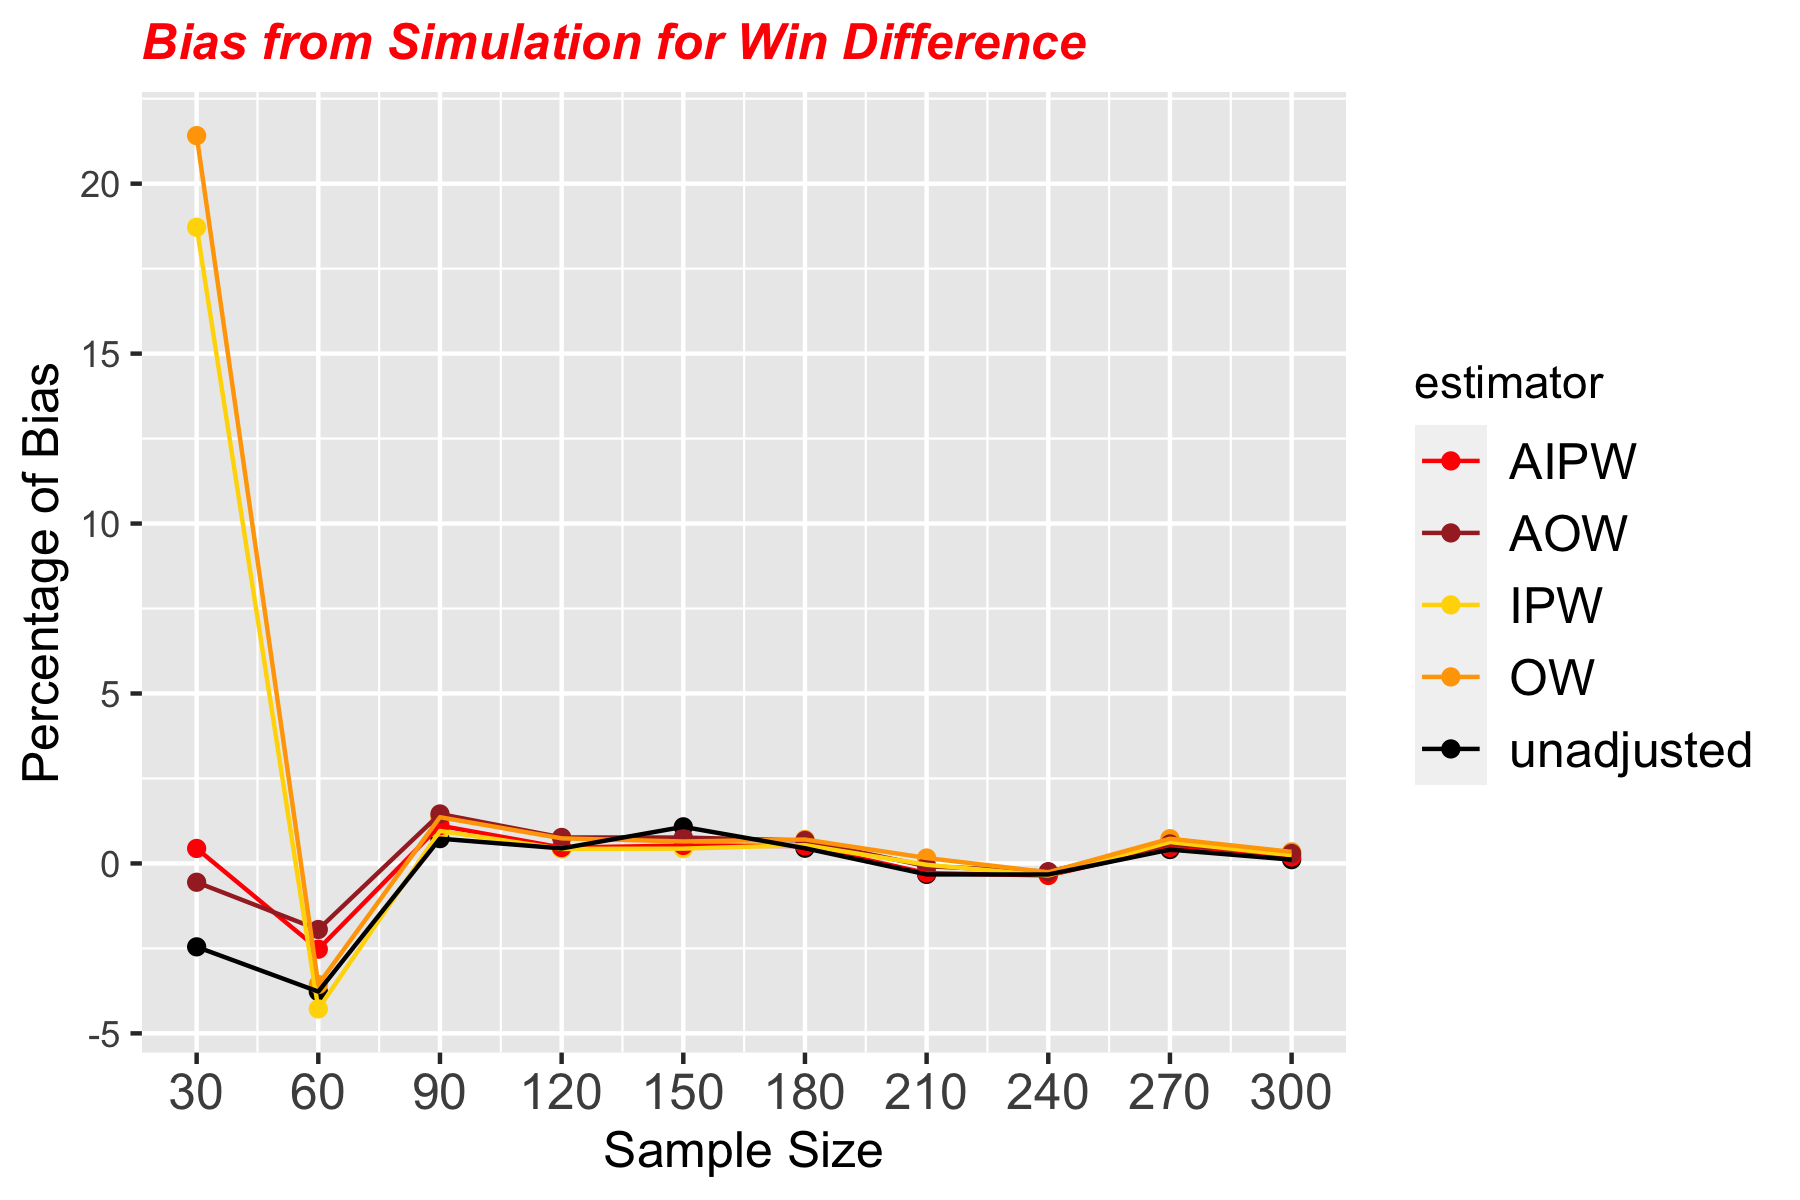 Bias from Simulation for Win Difference
Percentage of Bias
20
15
10
5
0
-5
30 60 90 120 150 180 210 240 270 300
Sample Size
estimator
AIPW
AOW
IPW
OW
unadjusted